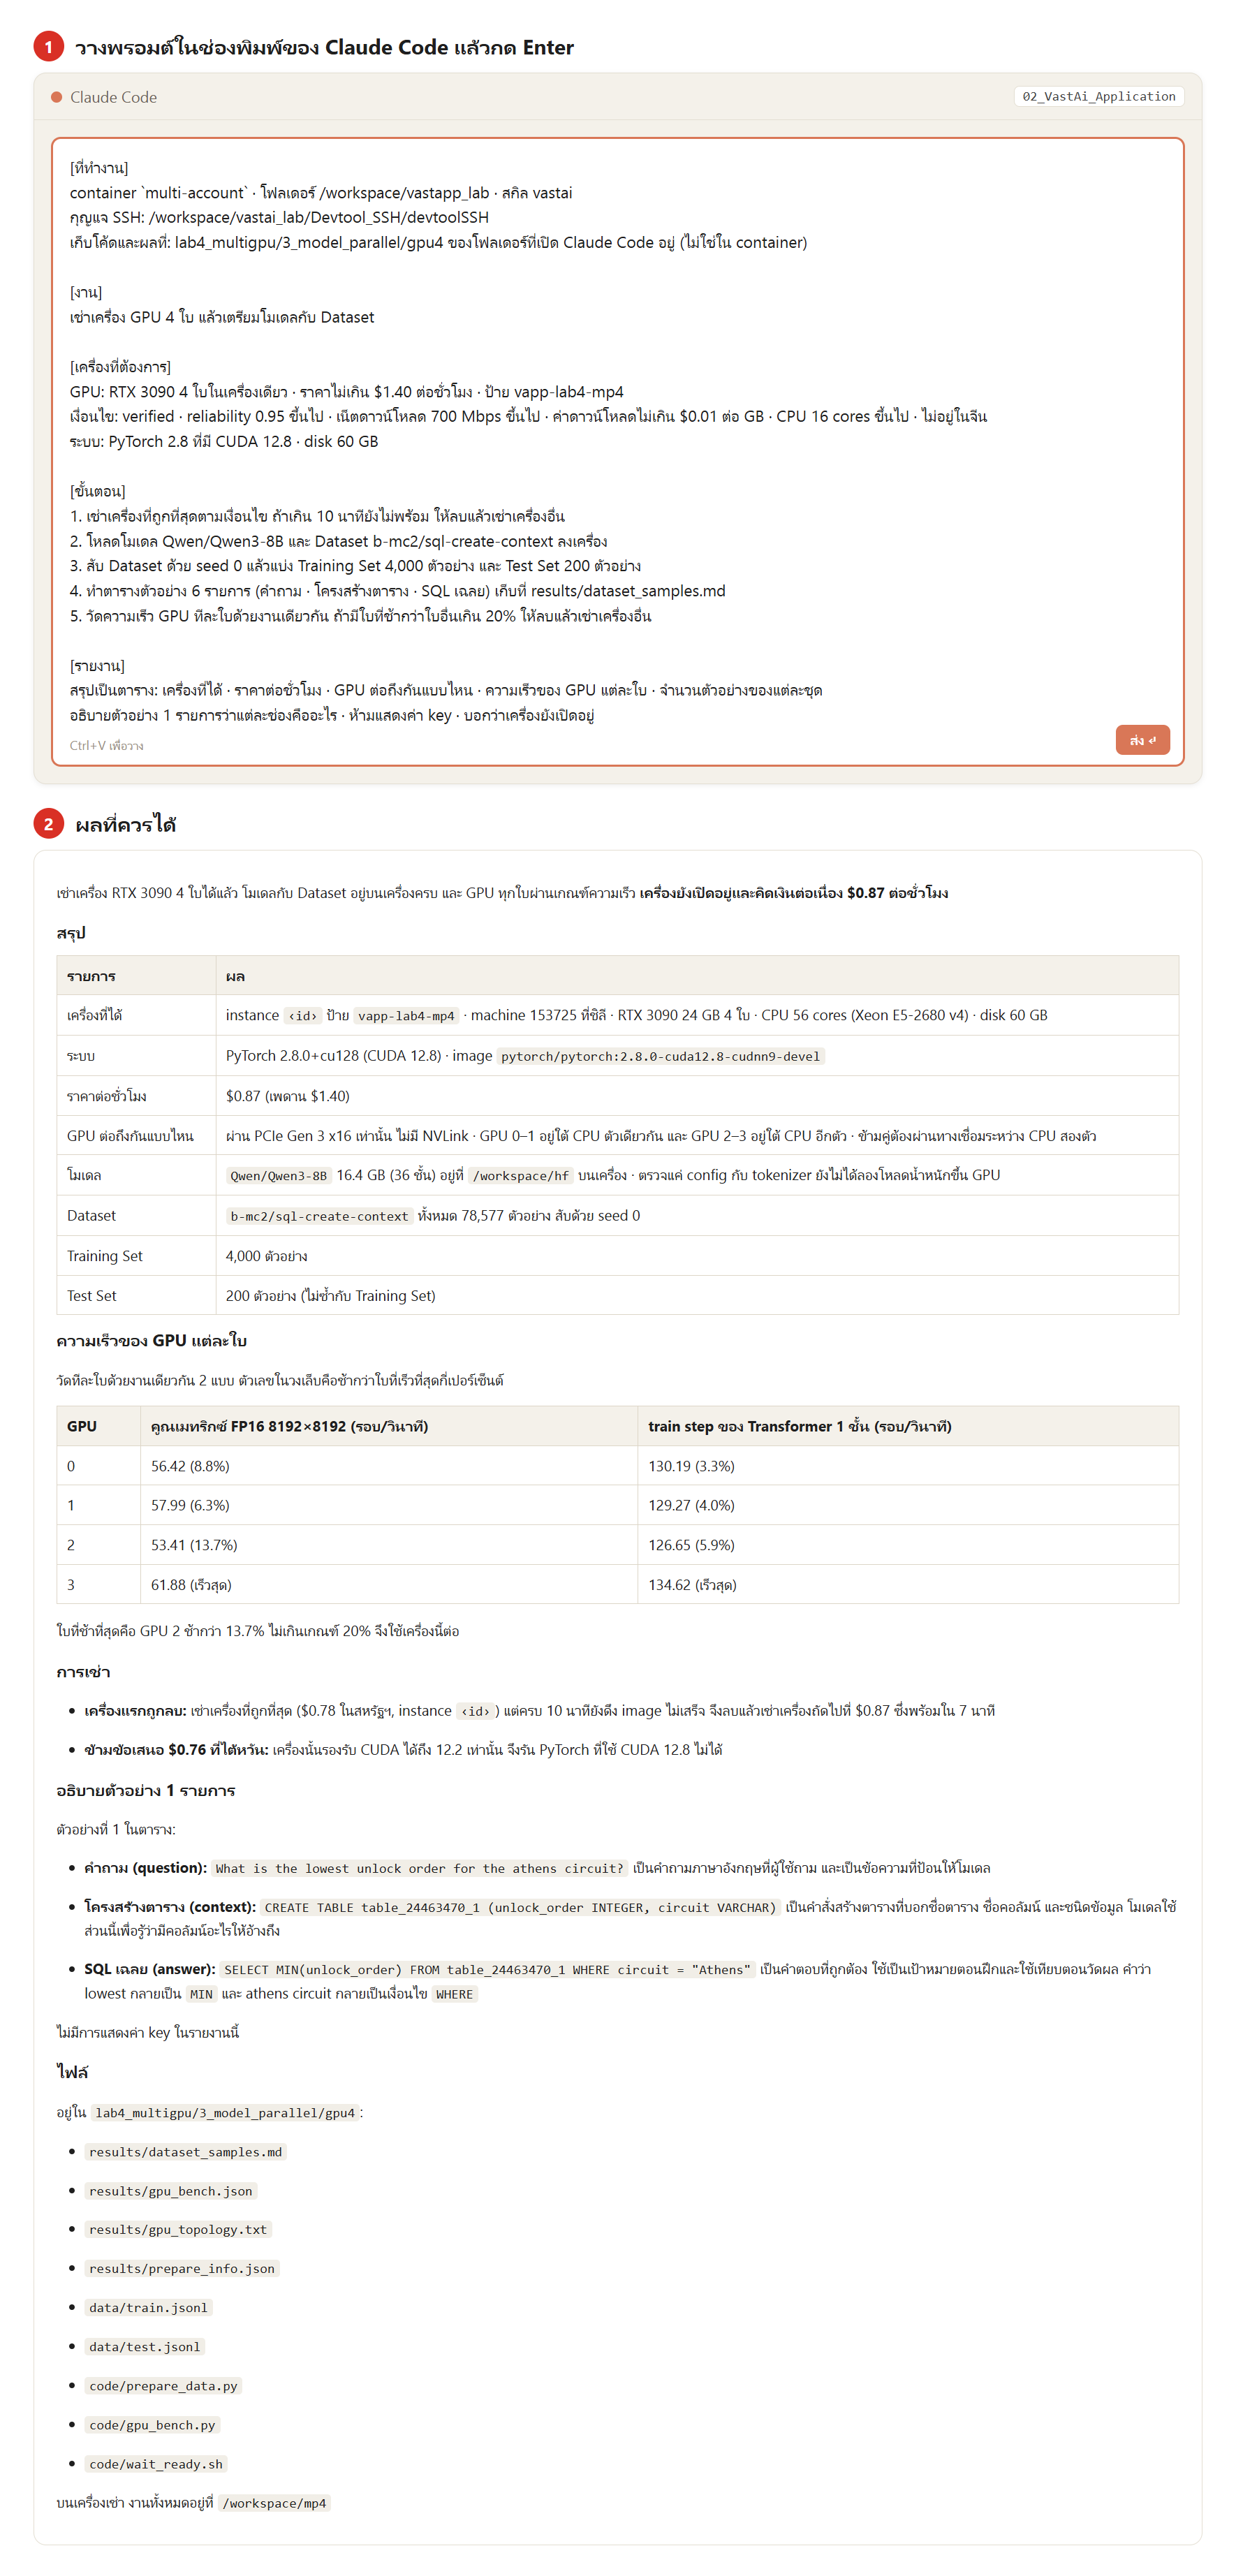 1 วางพรอมต์ในช่องพิมพ์ของ Claude Code แล้วกด Enter
Claude Code
02_VastAi_Application
[ที่ทำงาน]
container `multi-account` · โฟลเดอร์ /workspace/vastapp_lab · สกิล vastai
กุญแจ SSH: /workspace/vastai_lab/Devtool_SSH/devtoolSSH
เก็บโค้ดและผลที่: lab4_multigpu/3_model_parallel/gpu4 ของโฟลเดอร์ที่เปิด Claude Code อยู่ (ไม่ใช่ใน container)
[งาน]
เช่าเครื่อง GPU 4 ใบ แล้วเตรียมโมเดลกับ Dataset
[เครื่องที่ต้องการ]
GPU: RTX 3090 4 ใบในเครื่องเดียว · ราคาไม่เกิน $1.40 ต่อชั่วโมง · ป้าย vapp-lab4-mp4
เงื่อนไข: verified · reliability 0.95 ขึ้นไป · เน็ตดาวน์โหลด 700 Mbps ขึ้นไป · ค่าดาวน์โหลดไม่เกิน $0.01 ต่อ GB · CPU 16 cores ขึ้นไป · ไม่อยู่ในจีน
ระบบ: PyTorch 2.8 ที่มี CUDA 12.8 · disk 60 GB
[ขั้นตอน]
1. เช่าเครื่องที่ถูกที่สุดตามเงื่อนไข ถ้าเกิน 10 นาทียังไม่พร้อม ให้ลบแล้วเช่าเครื่องอื่น
2. โหลดโมเดล Qwen/Qwen3-8B และ Dataset b-mc2/sql-create-context ลงเครื่อง
3. สับ Dataset ด้วย seed 0 แล้วแบ่ง Training Set 4,000 ตัวอย่าง และ Test Set 200 ตัวอย่าง
4. ทำตารางตัวอย่าง 6 รายการ (คำถาม · โครงสร้างตาราง · SQL เฉลย) เก็บที่ results/dataset_samples.md
5. วัดความเร็ว GPU ทีละใบด้วยงานเดียวกัน ถ้ามีใบที่ช้ากว่าใบอื่นเกิน 20% ให้ลบแล้วเช่าเครื่องอื่น
[รายงาน]
สรุปเป็นตาราง: เครื่องที่ได้ · ราคาต่อชั่วโมง · GPU ต่อถึงกันแบบไหน · ความเร็วของ GPU แต่ละใบ · จำนวนตัวอย่างของแต่ละชุด
อธิบายตัวอย่าง 1 รายการว่าแต่ละช่องคืออะไร · ห้ามแสดงค่า key · บอกว่าเครื่องยังเปิดอยู่
Ctrl+V เพื่อวาง
ส่ง ⏎
2 ผลที่ควรได้
เช่าเครื่อง RTX 3090 4 ใบได้แล้ว โมเดลกับ Dataset อยู่บนเครื่องครบ และ GPU ทุกใบผ่านเกณฑ์ความเร็ว เครื่องยังเปิดอยู่และคิดเงินต่อเนื่อง $0.87 ต่อชั่วโมง
สรุป
รายการ ผล
เครื่องที่ได้ instance ‹id› ป้าย vapp-lab4-mp4 · machine 153725 ที่ชิลี · RTX 3090 24 GB 4 ใบ · CPU 56 cores (Xeon E5-2680 v4) · disk 60 GB
ระบบ PyTorch 2.8.0+cu128 (CUDA 12.8) · image pytorch/pytorch:2.8.0-cuda12.8-cudnn9-devel
ราคาต่อชั่วโมง $0.87 (เพดาน $1.40)
GPU ต่อถึงกันแบบไหน ผ่าน PCIe Gen 3 x16 เท่านั้น ไม่มี NVLink · GPU 0–1 อยู่ใต้ CPU ตัวเดียวกัน และ GPU 2–3 อยู่ใต้ CPU อีกตัว · ข้ามคู่ต้องผ่านทางเชื่อมระหว่าง CPU สองตัว
โมเดล Qwen/Qwen3-8B 16.4 GB (36 ชั้น) อยู่ที่ /workspace/hf บนเครื่อง · ตรวจแค่ config กับ tokenizer ยังไม่ได้ลองโหลดน้ำหนักขึ้น GPU
Dataset b-mc2/sql-create-context ทั้งหมด 78,577 ตัวอย่าง สับด้วย seed 0
Training Set 4,000 ตัวอย่าง
Test Set 200 ตัวอย่าง (ไม่ซ้ำกับ Training Set)
ความเร็วของ GPU แต่ละใบ
วัดทีละใบด้วยงานเดียวกัน 2 แบบ ตัวเลขในวงเล็บคือช้ากว่าใบที่เร็วที่สุดกี่เปอร์เซ็นต์
GPU คูณเมทริกซ์ FP16 8192×8192 (รอบ/วินาที) train step ของ Transformer 1 ชั้น (รอบ/วินาที)
0 56.42 (8.8%) 130.19 (3.3%)
1 57.99 (6.3%) 129.27 (4.0%)
2 53.41 (13.7%) 126.65 (5.9%)
3 61.88 (เร็วสุด) 134.62 (เร็วสุด)
ใบที่ช้าที่สุดคือ GPU 2 ช้ากว่า 13.7% ไม่เกินเกณฑ์ 20% จึงใช้เครื่องนี้ต่อ
การเช่า
• เครื่องแรกถูกลบ: เช่าเครื่องที่ถูกที่สุด ($0.78 ในสหรัฐฯ, instance ‹id›) แต่ครบ 10 นาทียังดึง image ไม่เสร็จ จึงลบแล้วเช่าเครื่องถัดไปที่ $0.87 ซึ่งพร้อมใน 7 นาที
• ข้ามข้อเสนอ $0.76 ที่ไต้หวัน: เครื่องนั้นรองรับ CUDA ได้ถึง 12.2 เท่านั้น จึงรัน PyTorch ที่ใช้ CUDA 12.8 ไม่ได้
อธิบายตัวอย่าง 1 รายการ
ตัวอย่างที่ 1 ในตาราง:
• คำถาม (question): What is the lowest unlock order for the athens circuit? เป็นคำถามภาษาอังกฤษที่ผู้ใช้ถาม และเป็นข้อความที่ป้อนให้โมเดล
• โครงสร้างตาราง (context): CREATE TABLE table_24463470_1 (unlock_order INTEGER, circuit VARCHAR) เป็นคำสั่งสร้างตารางที่บอกชื่อตาราง ชื่อคอลัมน์ และชนิดข้อมูล โมเดลใช้
ส่วนนี้เพื่อรู้ว่ามีคอลัมน์อะไรให้อ้างถึง
• SQL เฉลย (answer): SELECT MIN(unlock_order) FROM table_24463470_1 WHERE circuit = "Athens" เป็นคำตอบที่ถูกต้อง ใช้เป็นเป้าหมายตอนฝึกและใช้เทียบตอนวัดผล คำว่า
lowest กลายเป็น MIN และ athens circuit กลายเป็นเงื่อนไข WHERE
ไม่มีการแสดงค่า key ในรายงานนี้
ไฟล์
อยู่ใน lab4_multigpu/3_model_parallel/gpu4:
• results/dataset_samples.md
• results/gpu_bench.json
• results/gpu_topology.txt
• results/prepare_info.json
• data/train.jsonl
• data/test.jsonl
• code/prepare_data.py
• code/gpu_bench.py
• code/wait_ready.sh
บนเครื่องเช่า งานทั้งหมดอยู่ที่ /workspace/mp4